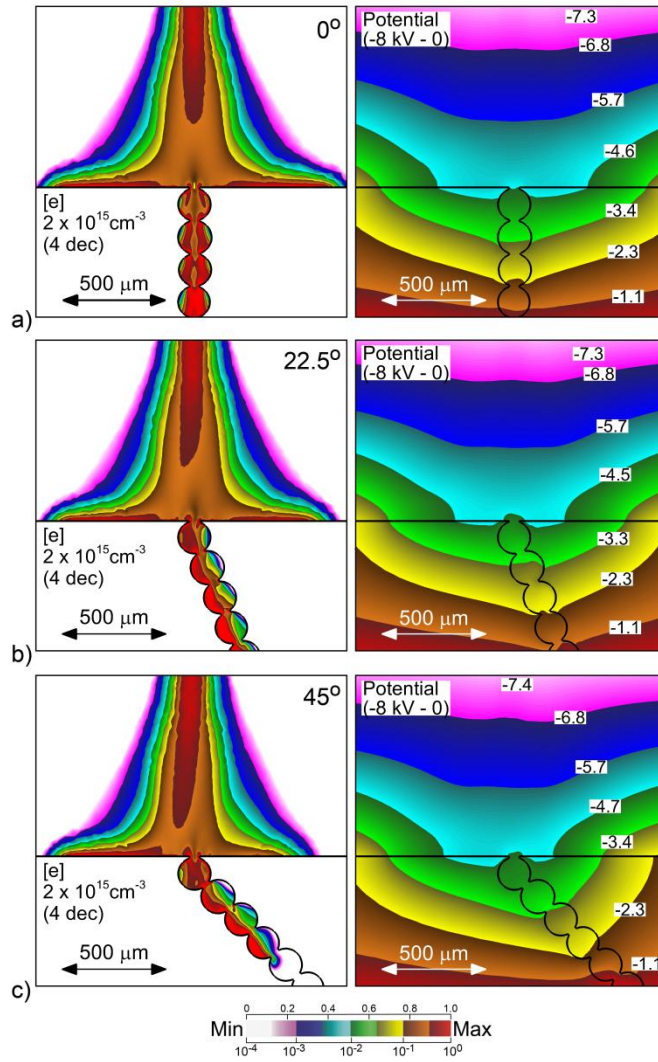 0°
[e]
2 x 10¹⁵cm⁻³
(4 dec)
500 μm
Potential
(-8 kV - 0)
-7.3
-6.8
-5.7
-4.6
-3.4
-2.3
500 μm
-1.1
a)
22.5°
[e]
2 x 10¹⁵cm⁻³
(4 dec)
500 μm
Potential
(-8 kV - 0)
-7.3
-6.8
-5.7
-4.5
-3.3
-2.3
500 μm
-1.1
b)
45°
[e]
2 x 10¹⁵cm⁻³
(4 dec)
500 μm
Potential
(-8 kV - 0)
-7.4
-6.8
-5.7
-4.7
-3.4
-2.3
500 μm
-1.1
c)
0 0.2 0.4 0.6 0.8 1.0
Min Max
10⁻⁴ 10⁻³ 10⁻² 10⁻¹ 10⁰